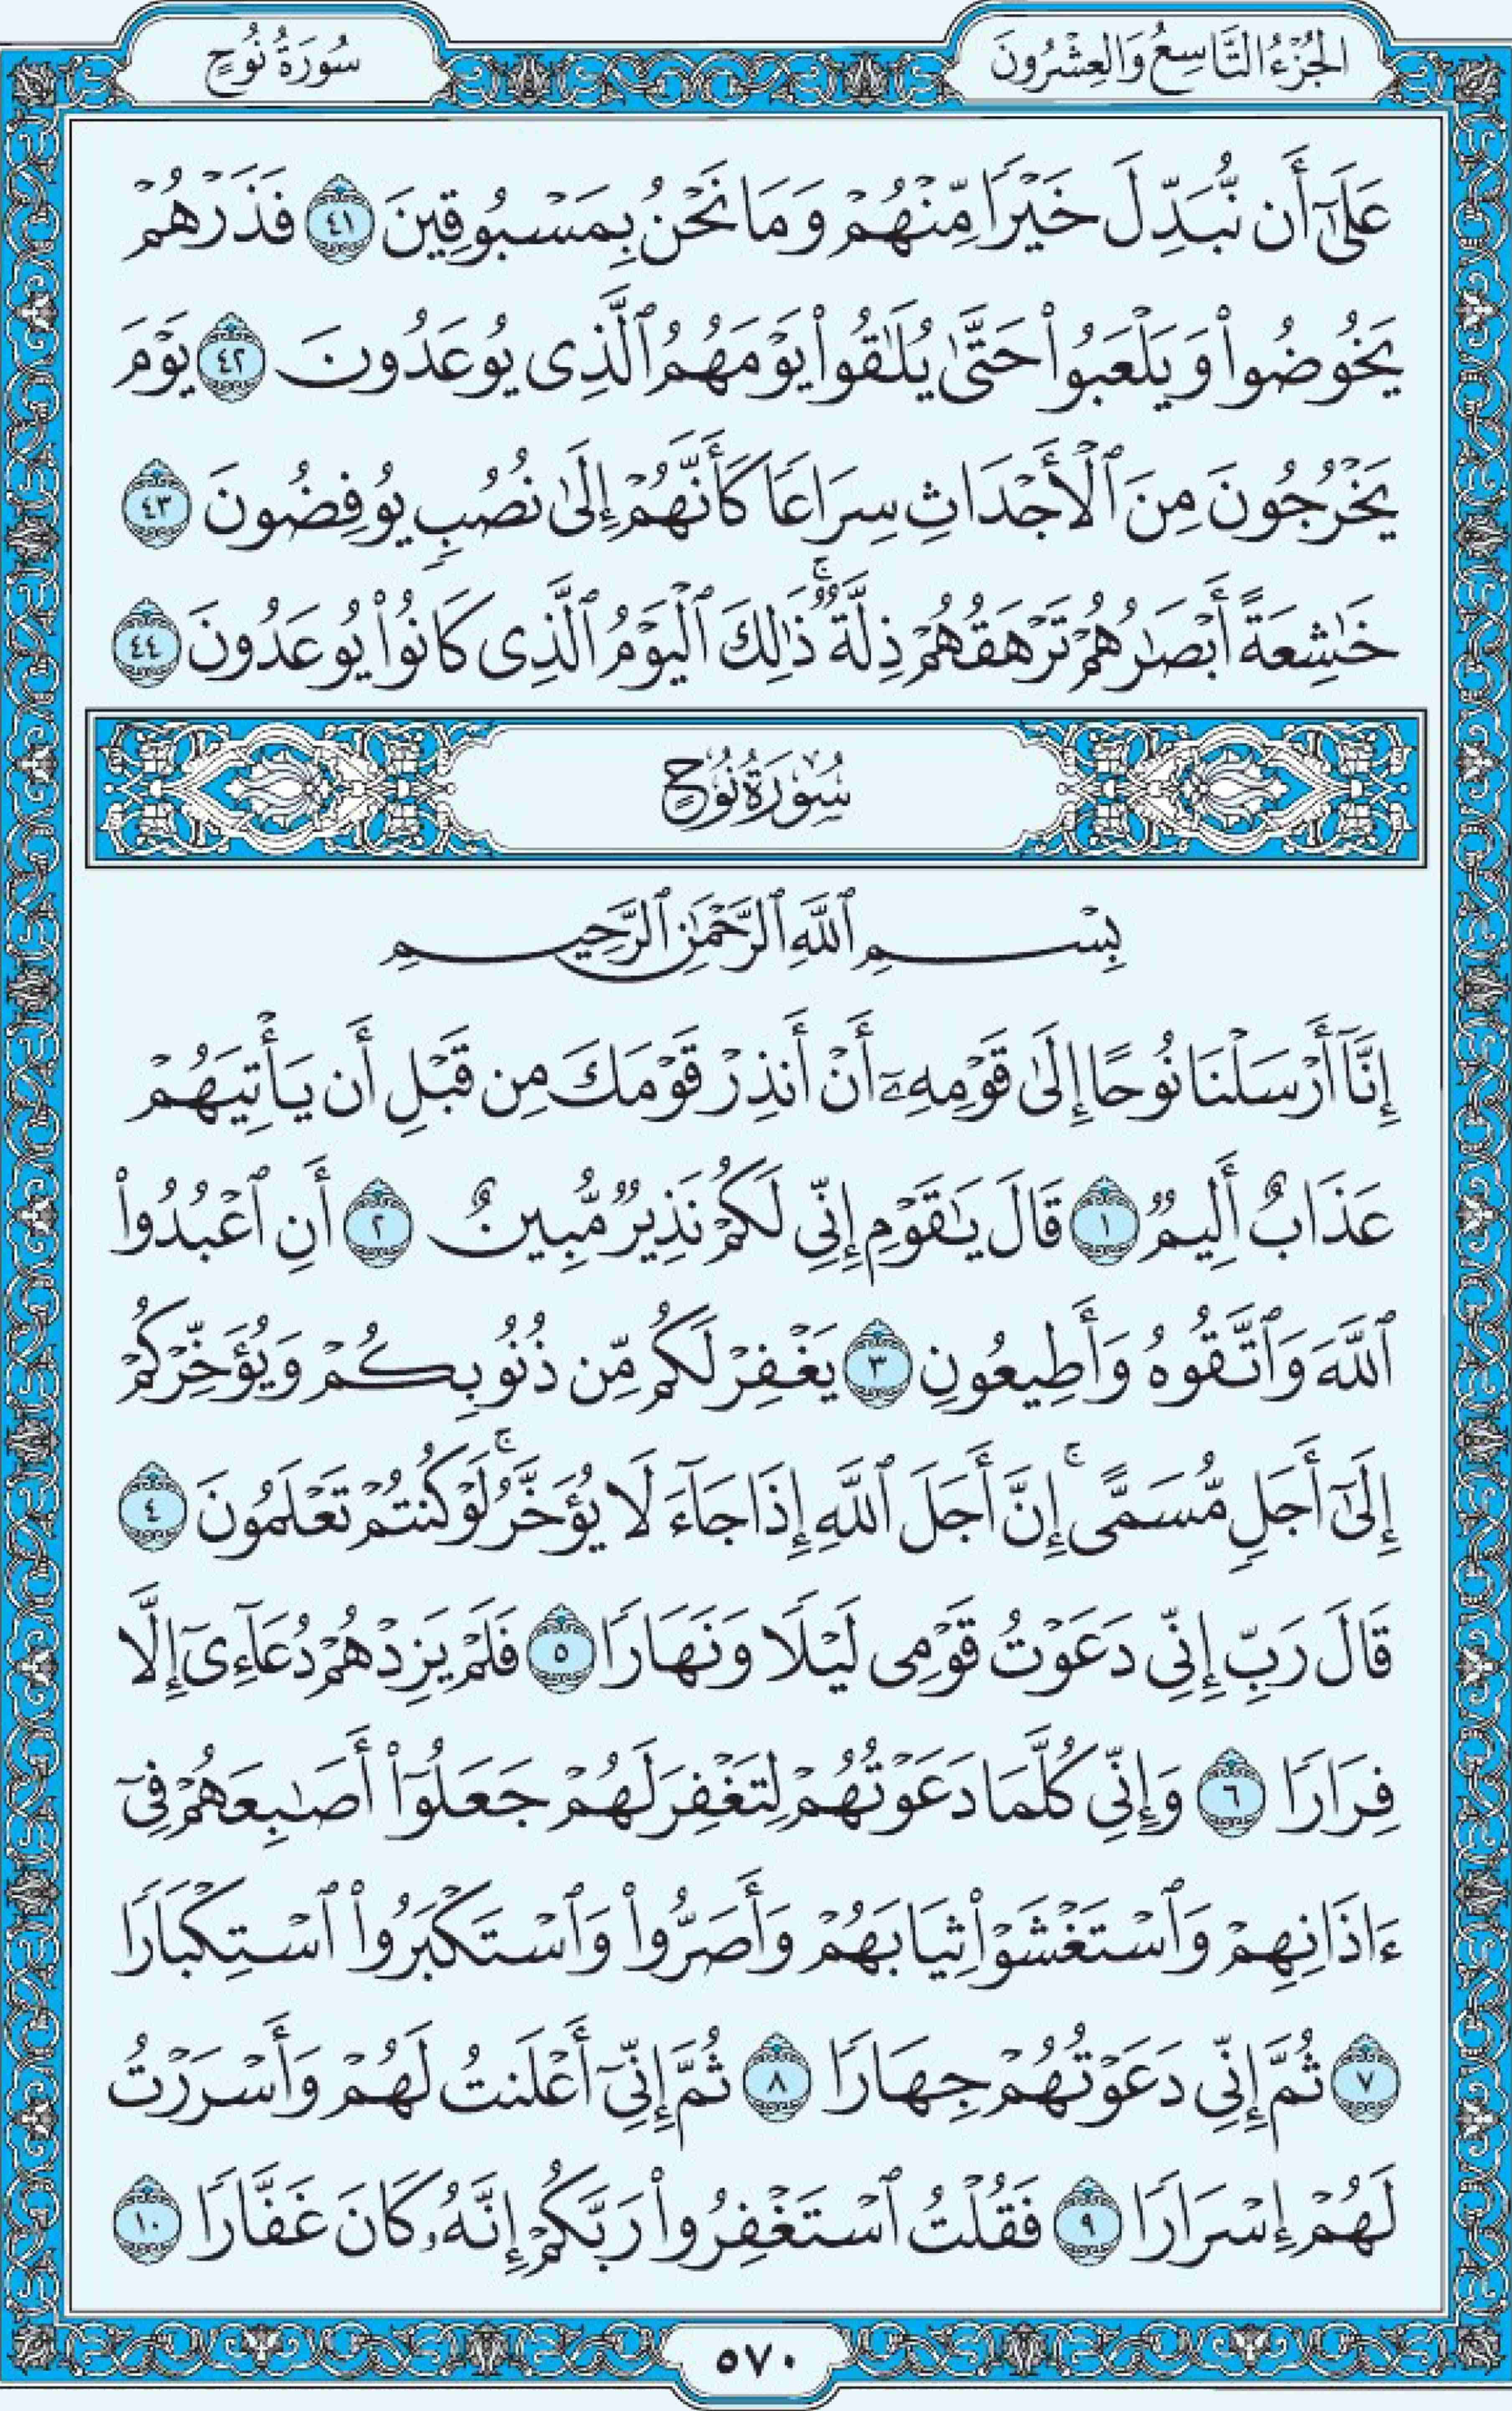 الجُزْءُ التَّاسِعُ وَالعِشْرُونَ
سُورَةُ نُوحٍ
عَلَىٰٓ أَن نُّبَدِّلَ خَيْرًا مِّنْهُمْ وَمَا نَحْنُ بِمَسْبُوقِينَ ٤١ فَذَرْهُمْ
يَخُوضُوا۟ وَيَلْعَبُوا۟ حَتَّىٰ يُلَـٰقُوا۟ يَوْمَهُمُ ٱلَّذِى يُوعَدُونَ ٤٢ يَوْمَ
يَخْرُجُونَ مِنَ ٱلْأَجْدَاثِ سِرَاعًا كَأَنَّهُمْ إِلَىٰ نُصُبٍ يُوفِضُونَ ٤٣
خَـٰشِعَةً أَبْصَـٰرُهُمْ تَرْهَقُهُمْ ذِلَّةٌ ۚ ذَٰلِكَ ٱلْيَوْمُ ٱلَّذِى كَانُوا۟ يُوعَدُونَ ٤٤
سُورَةُ نُوحٍ
بِسْمِ ٱللَّهِ ٱلرَّحْمَـٰنِ ٱلرَّحِيمِ
إِنَّآ أَرْسَلْنَا نُوحًا إِلَىٰ قَوْمِهِۦٓ أَنْ أَنذِرْ قَوْمَكَ مِن قَبْلِ أَن يَأْتِيَهُمْ
عَذَابٌ أَلِيمٌ ١ قَالَ يَـٰقَوْمِ إِنِّى لَكُمْ نَذِيرٌ مُّبِينٌ ٢ أَنِ ٱعْبُدُوا۟
ٱللَّهَ وَٱتَّقُوهُ وَأَطِيعُونِ ٣ يَغْفِرْ لَكُم مِّن ذُنُوبِكُمْ وَيُؤَخِّرْكُمْ
إِلَىٰٓ أَجَلٍ مُّسَمًّى ۚ إِنَّ أَجَلَ ٱللَّهِ إِذَا جَآءَ لَا يُؤَخَّرُ ۚ لَوْ كُنتُمْ تَعْلَمُونَ ٤
قَالَ رَبِّ إِنِّى دَعَوْتُ قَوْمِى لَيْلًا وَنَهَارًا ٥ فَلَمْ يَزِدْهُمْ دُعَآءِىٓ إِلَّا
فِرَارًا ٦ وَإِنِّى كُلَّمَا دَعَوْتُهُمْ لِتَغْفِرَ لَهُمْ جَعَلُوٓا۟ أَصَـٰبِعَهُمْ فِىٓ
ءَاذَانِهِمْ وَٱسْتَغْشَوْا۟ ثِيَابَهُمْ وَأَصَرُّوا۟ وَٱسْتَكْبَرُوا۟ ٱسْتِكْبَارًا
٧ ثُمَّ إِنِّى دَعَوْتُهُمْ جِهَارًا ٨ ثُمَّ إِنِّىٓ أَعْلَنتُ لَهُمْ وَأَسْرَرْتُ
لَهُمْ إِسْرَارًا ٩ فَقُلْتُ ٱسْتَغْفِرُوا۟ رَبَّكُمْ إِنَّهُۥ كَانَ غَفَّارًا ١٠
٥٧٠